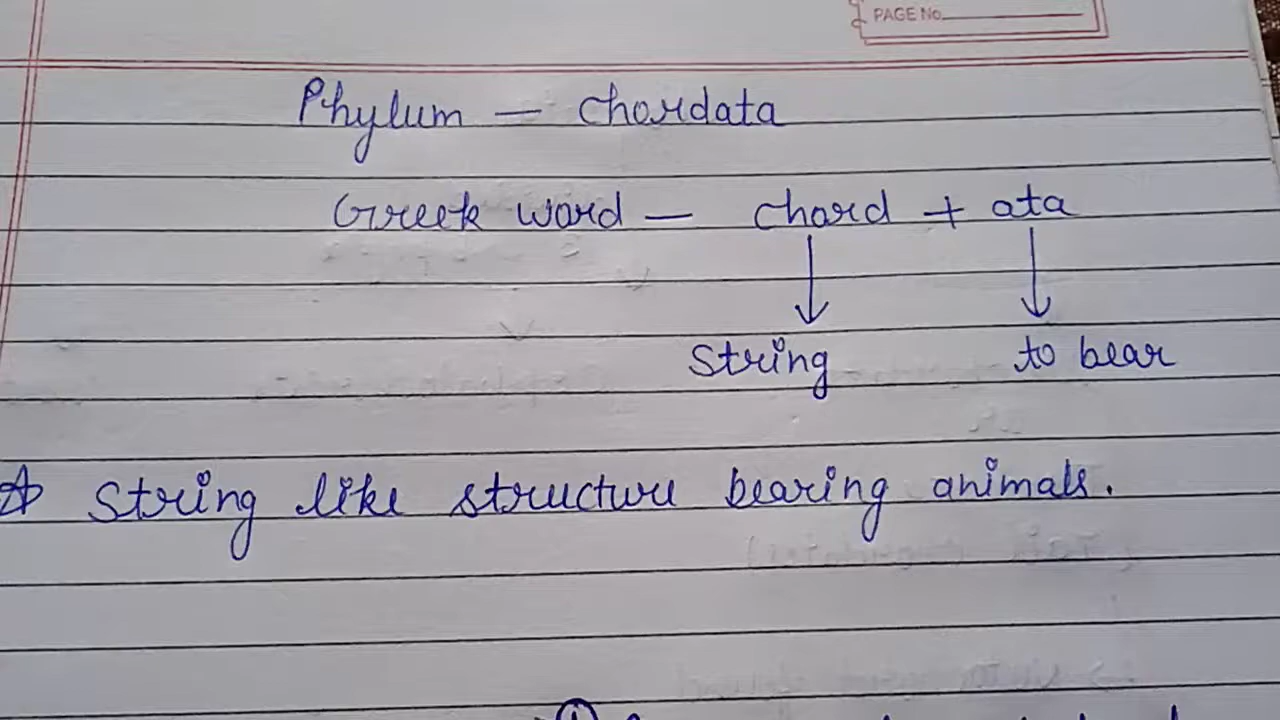 PAGE No.
Phylum — Chordata
Greek word — chord + ata
String to bear
String like structure bearing animals.